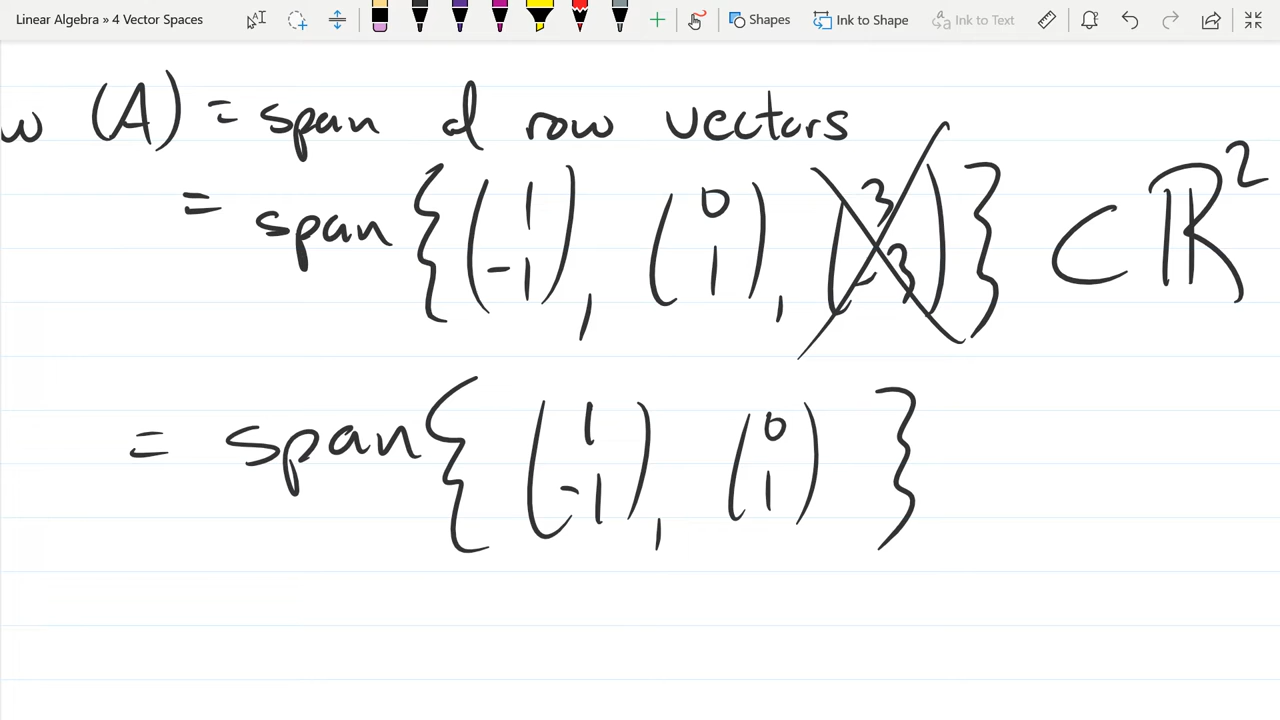 Linear Algebra » 4 Vector Spaces
Shapes
Ink to Shape
Ink to Text
w (A) = span of row vectors
= span { (1 -1), (0 1), (3 -3) } ⊂ ℝ²
= span { (1 -1), (0 1) }